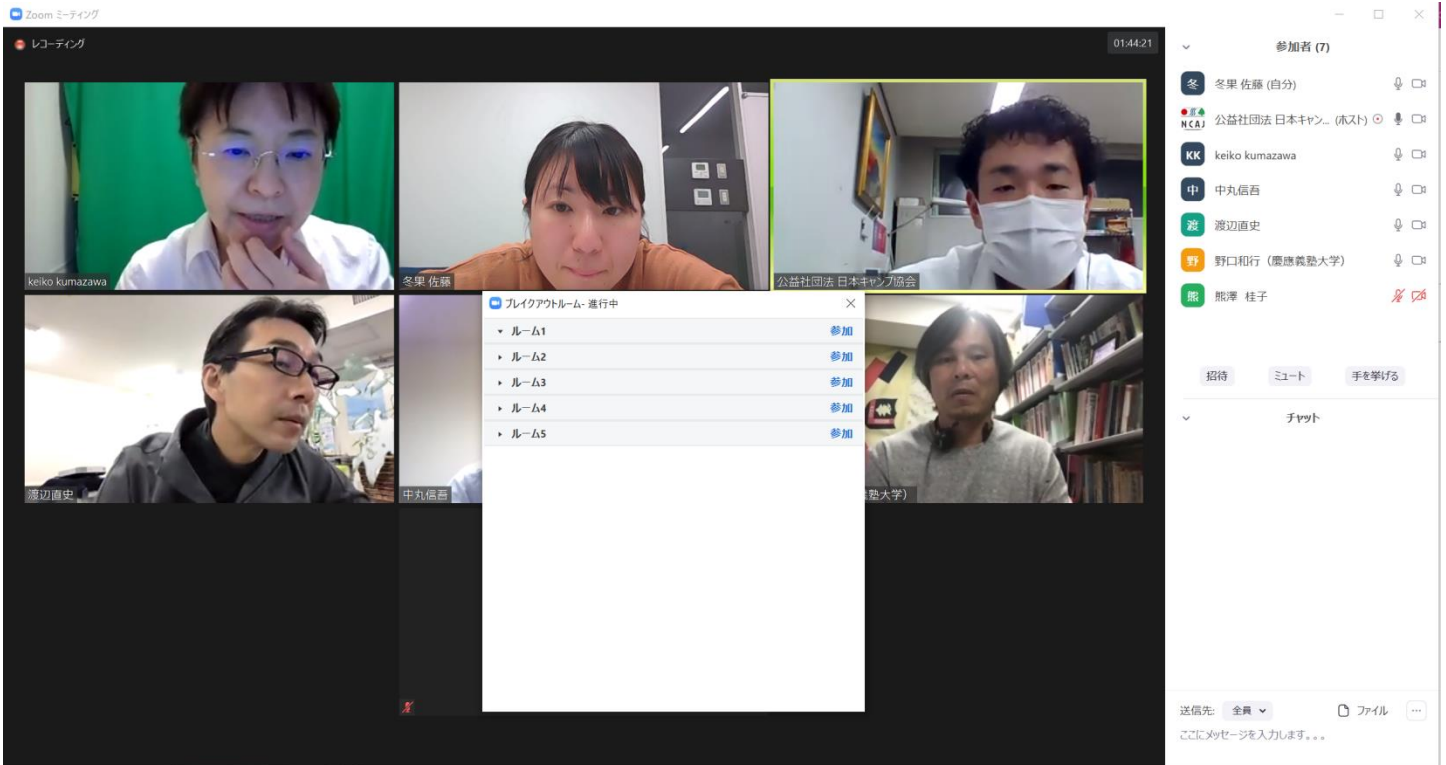 Zoom ミーティング
レコーディング
01:44:21
keiko kumazawa
冬果 佐藤
公益社団法 日本キャンプ協会
渡辺直史
中丸信吾
塾大学）
ブレイクアウトルーム- 進行中
ルーム1
参加
ルーム2
参加
ルーム3
参加
ルーム4
参加
ルーム5
参加
参加者 (7)
冬 冬果 佐藤 (自分)
NCAJ 公益社団法 日本キャン... (ホスト)
KK keiko kumazawa
中 中丸信吾
渡 渡辺直史
野 野口和行（慶應義塾大学）
熊 熊澤 桂子
招待 ミュート 手を挙げる
チャット
送信先: 全員 ファイル ...
ここにメッセージを入力します。。。